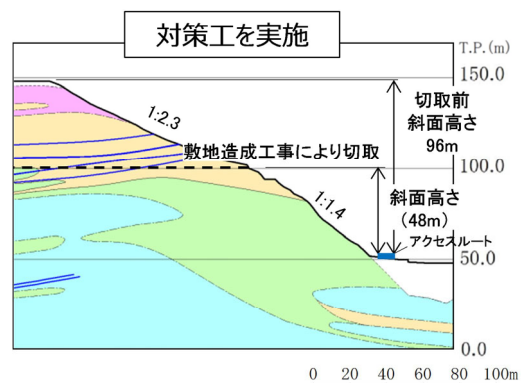 対策工を実施
T.P.(m)
150.0
切取前
斜面高さ
96m
1:2.3
敷地造成工事により切取
100.0
1:1.4
斜面高さ
(48m)
アクセスルート
50.0
0.0
0 20 40 60 80 100m